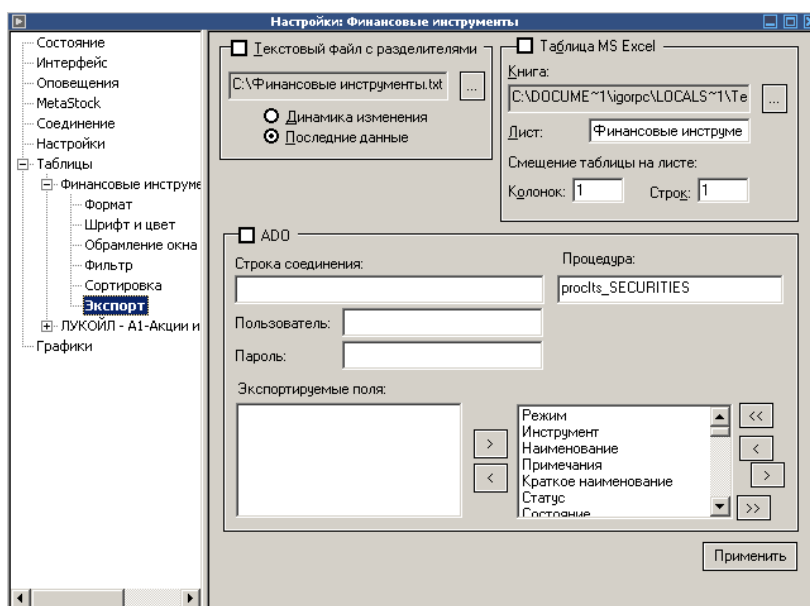 Настройки: Финансовые инструменты
Состояние
Интерфейс
Оповещения
MetaStock
Соединение
Настройки
Таблицы
Финансовые инструме
Формат
Шрифт и цвет
Обрамление окна
Фильтр
Сортировка
Экспорт
ЛУКОЙЛ - А1-Акции и
Графики
Текстовый файл с разделителями
C:\Финансовые инструменты.txt ...
Динамика изменения
Последние данные
Таблица MS Excel
Книга:
C:\DOCUME~1\igorpc\LOCALS~1\Te ...
Лист: Финансовые инструме
Смещение таблицы на листе:
Колонок: 1 Строк: 1
ADO
Строка соединения:
Процедура:
procIts_SECURITIES
Пользователь:
Пароль:
Экспортируемые поля:
>
<
Режим
Инструмент
Наименование
Примечания
Краткое наименование
Статус
Состояние
<<
<
>
>>
Применить